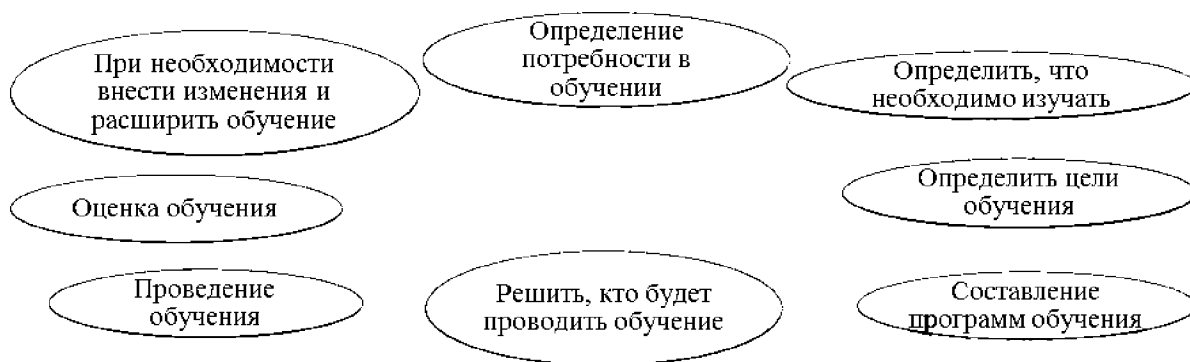 При необходимости
внести изменения и
расширить обучение
Определение
потребности в
обучении
Определить, что
необходимо изучать
Оценка обучения
Определить цели
обучения
Проведение
обучения
Решить, кто будет
проводить обучение
Составление
программ обучения